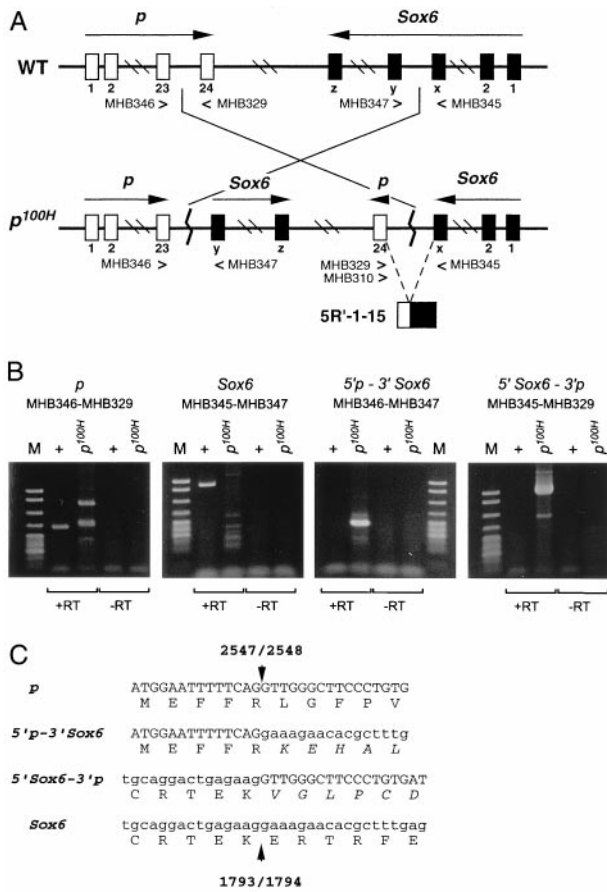 A
p Sox6
WT
1 2 23 24 z y x 2 1
MHB346 > < MHB329 MHB347 > < MHB345
p Sox6 p Sox6
p100H
1 2 23 y z 24 x 2 1
MHB346 > < MHB347 MHB329 > < MHB345
MHB310 >
5R'-1-15
B
p Sox6 5'p - 3' Sox6 5' Sox6 - 3'p
MHB346-MHB329 MHB345-MHB347 MHB346-MHB347 MHB345-MHB329
M + p100H + p100H M + p100H + p100H + p100H + p100H M M + p100H + p100H
+RT -RT +RT -RT +RT -RT +RT -RT
C
2547/2548
p ATGGAATTTTTCAGGTTGGGCTTCCCTGTG
M E F F R L G F P V
5'p-3'Sox6 ATGGAATTTTTCAGgaaagaacacgctttg
M E F F R K E H A L
5'Sox6-3'p tgcaggactgagaagGTTGGGCTTCCCTGTGAT
C R T E K V G L P C D
Sox6 tgcaggactgagaaggaaagaacacgctttgag
C R T E K E R T R F E
1793/1794